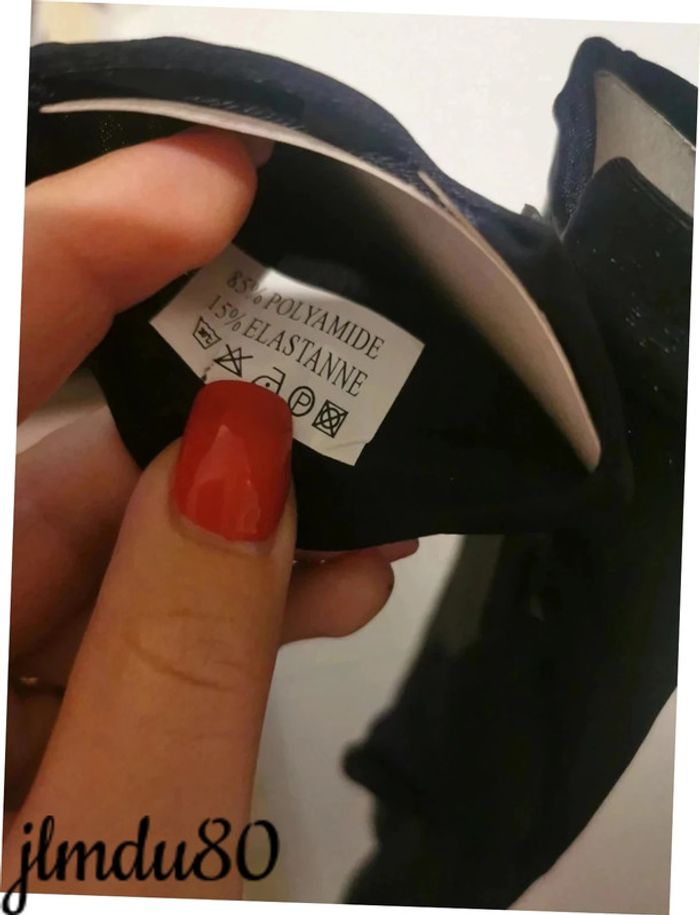 85% POLYAMIDE
15% ELASTANNE
P
jlmdu80